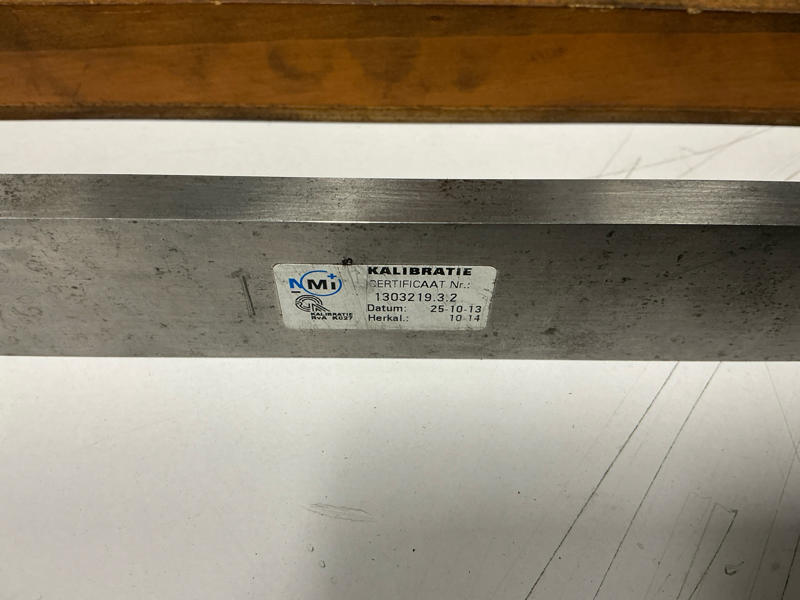 NMi
KALIBRATIE
RvA K027
KALIBRATIE
CERTIFICAAT Nr.:
1303219.3.2
Datum: 25-10-13
Herkal.: 10-14